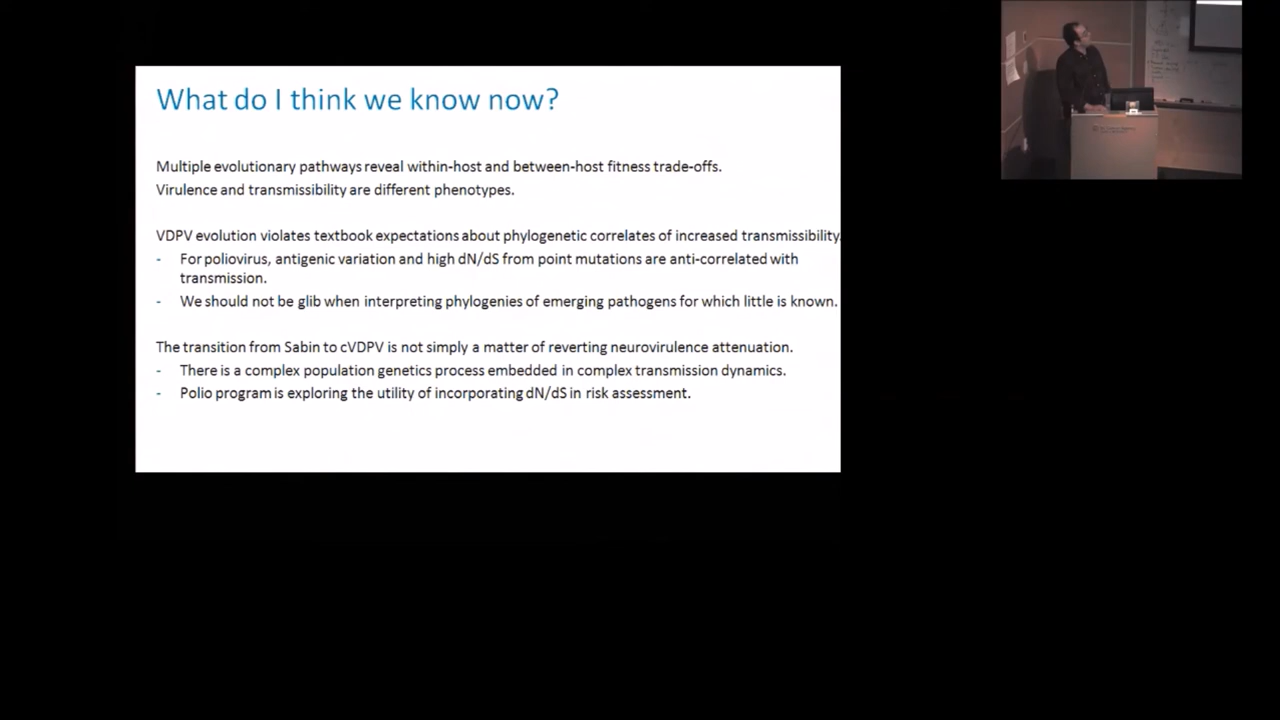 What do I think we know now?
Multiple evolutionary pathways reveal within-host and between-host fitness trade-offs.
Virulence and transmissibility are different phenotypes.
VDPV evolution violates textbook expectations about phylogenetic correlates of increased transmissibility.
- For poliovirus, antigenic variation and high dN/dS from point mutations are anti-correlated with
transmission.
- We should not be glib when interpreting phylogenies of emerging pathogens for which little is known.
The transition from Sabin to cVDPV is not simply a matter of reverting neurovirulence attenuation.
- There is a complex population genetics process embedded in complex transmission dynamics.
- Polio program is exploring the utility of incorporating dN/dS in risk assessment.